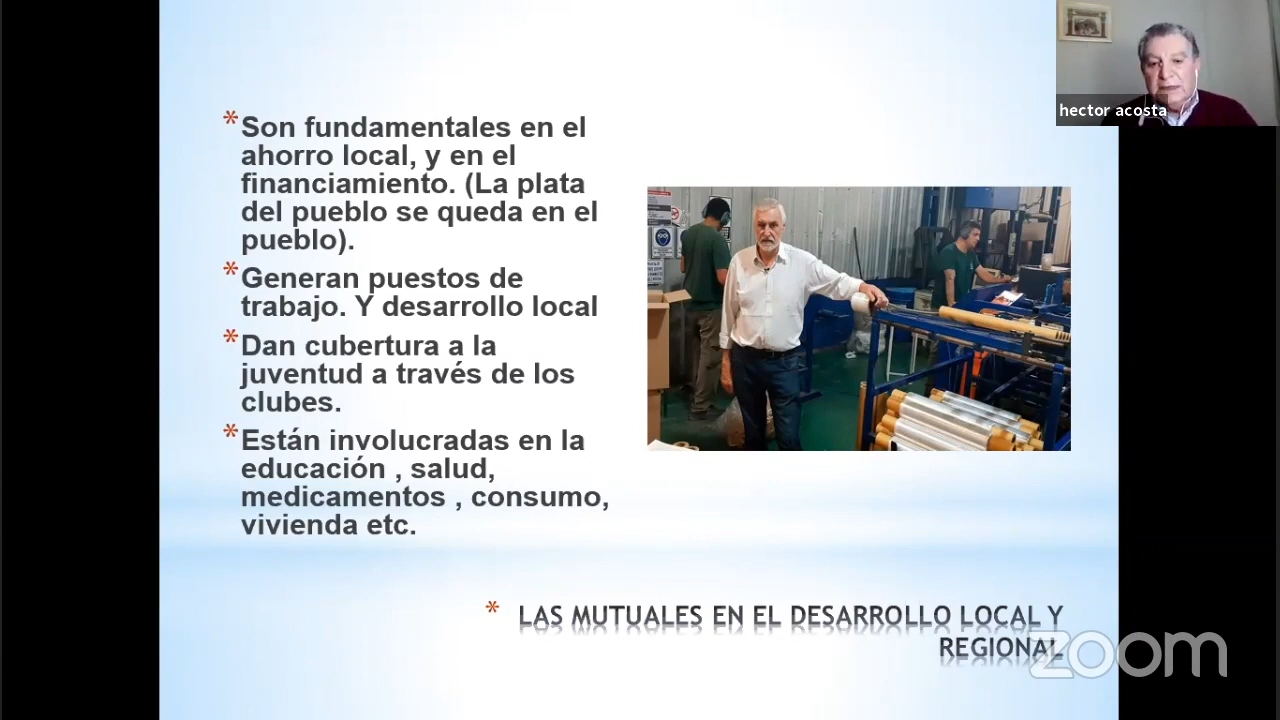 * Son fundamentales en el
ahorro local, y en el
financiamiento. (La plata
del pueblo se queda en el
pueblo).
* Generan puestos de
trabajo. Y desarrollo local
* Dan cubertura a la
juventud a través de los
clubes.
* Están involucradas en la
educación , salud,
medicamentos , consumo,
vivienda etc.
* LAS MUTUALES EN EL DESARROLLO LOCAL Y
REGIONAL
hector acosta
zoom